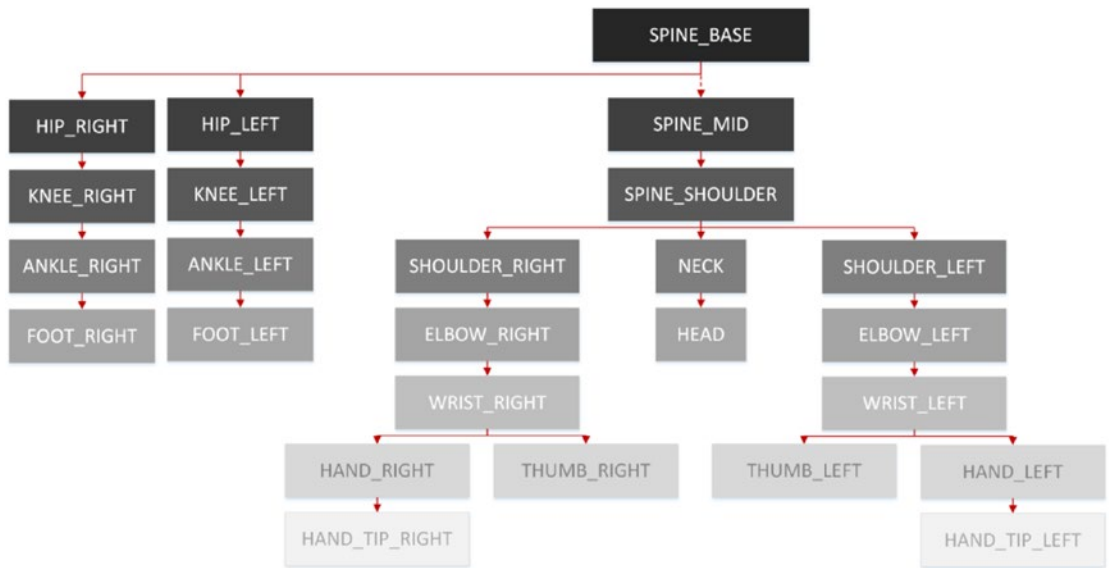 SPINE_BASE
HIP_RIGHT
HIP_LEFT
SPINE_MID
KNEE_RIGHT
KNEE_LEFT
SPINE_SHOULDER
ANKLE_RIGHT
ANKLE_LEFT
SHOULDER_RIGHT
NECK
SHOULDER_LEFT
FOOT_RIGHT
FOOT_LEFT
ELBOW_RIGHT
HEAD
ELBOW_LEFT
WRIST_RIGHT
WRIST_LEFT
HAND_RIGHT
THUMB_RIGHT
THUMB_LEFT
HAND_LEFT
HAND_TIP_RIGHT
HAND_TIP_LEFT